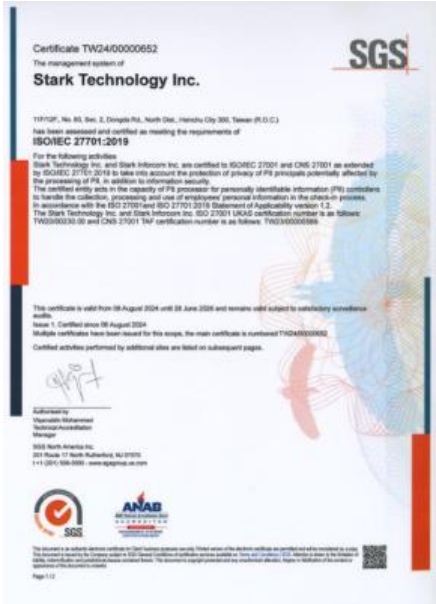 Certificate TW24/00000652
SGS
The management system of
Stark Technology Inc.
11F/12F., No. 83, Sec. 2, Dongda Rd., North Dist., Hsinchu City 300, Taiwan (R.O.C.)
has been assessed and certified as meeting the requirements of
ISO/IEC 27701:2019
For the following activities
Stark Technology Inc. and Stark Inforcom Inc. are certified to ISO/IEC 27001 and CNS 27001 as extended
by ISO/IEC 27701:2019 to take into account the protection of privacy of PII principals potentially affected by
the processing of PII, in addition to information security.
The certified entity acts in the capacity of PII processor for personally identifiable information (PII) controllers
to handle the collection, processing and use of employees' personal information in the check-in process.
In accordance with the ISO 27001and ISO 27701:2019 Statement of Applicability version 1.2.
The Stark Technology Inc. and Stark Inforcom Inc. ISO 27001 UKAS certification number is as follows:
TW20/00230.00 and CNS 27001 TAF certification number is as follows:
This certificate is valid from 08 August 2024 until 28 June 2026 and remains valid subject to satisfactory surveillance
audits.
Issue 1. Certified since 08 August 2024
Multiple certificates have been issued for this scope, the main certificate is numbered TW24/00000652
Certified activities performed by additional sites are listed on subsequent pages.
Authorised by
Mohammed
Technical Accreditation
Manager
SGS North America Inc.
201 Route 17 North Rutherford, NJ 07070
SGS
ANAB
ACCREDITED
Page 1 / 2